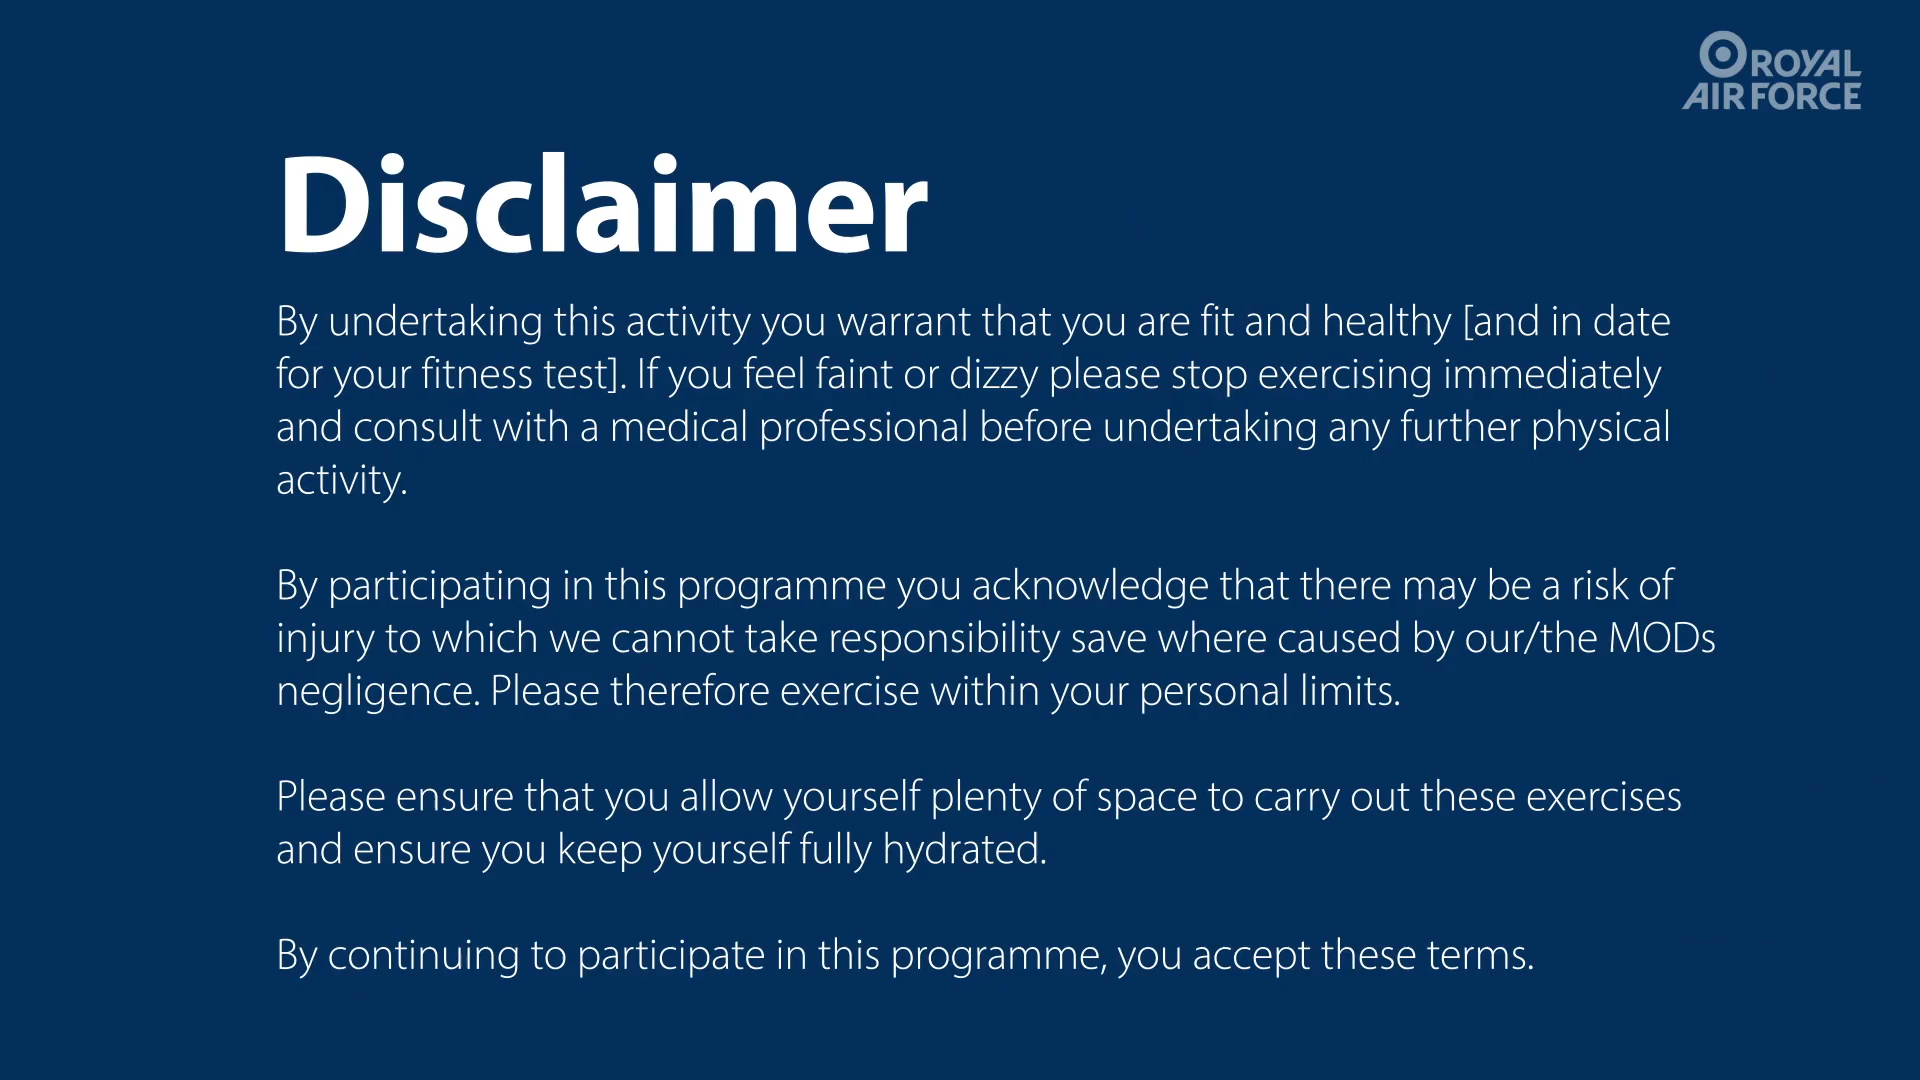 ROYAL
AIR FORCE
Disclaimer
By undertaking this activity you warrant that you are fit and healthy [and in date
for your fitness test]. If you feel faint or dizzy please stop exercising immediately
and consult with a medical professional before undertaking any further physical
activity.
By participating in this programme you acknowledge that there may be a risk of
injury to which we cannot take responsibility save where caused by our/the MODs
negligence. Please therefore exercise within your personal limits.
Please ensure that you allow yourself plenty of space to carry out these exercises
and ensure you keep yourself fully hydrated.
By continuing to participate in this programme, you accept these terms.